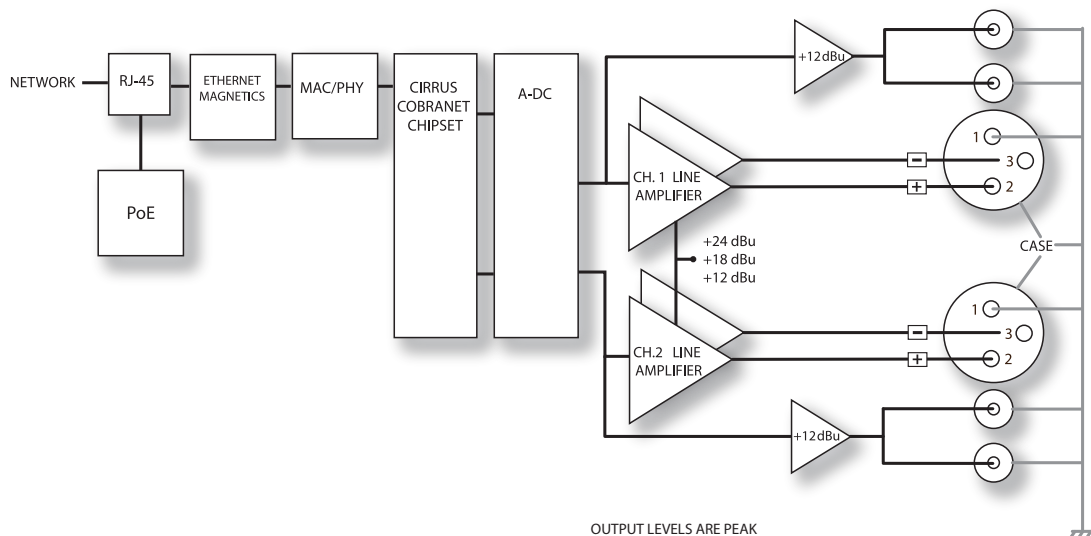 +12dBu
NETWORK
RJ-45
ETHERNET
MAGNETICS
MAC/PHY
CIRRUS
COBRANET
CHIPSET
A-DC
PoE
1
3
2
-
+
CH. 1 LINE
AMPLIFIER
+24 dBu
+18 dBu
+12 dBu
CASE
1
3
2
-
+
CH.2 LINE
AMPLIFIER
+12dBu
OUTPUT LEVELS ARE PEAK